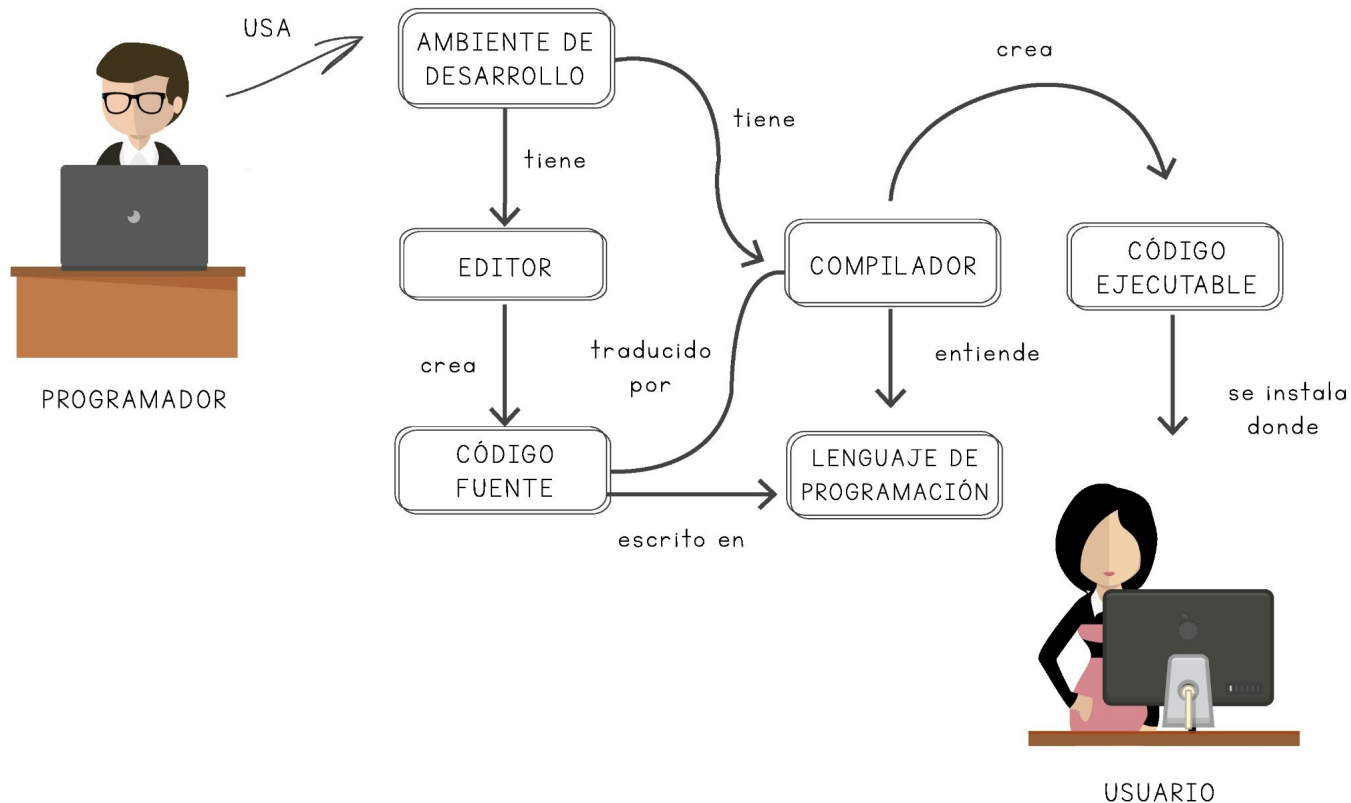 USA
AMBIENTE DE
DESARROLLO
crea
tiene
tiene
EDITOR
COMPILADOR
CÓDIGO
EJECUTABLE
crea
traducido
por
entiende
PROGRAMADOR
se instala
donde
CÓDIGO
FUENTE
LENGUAJE DE
PROGRAMACIÓN
escrito en
USUARIO